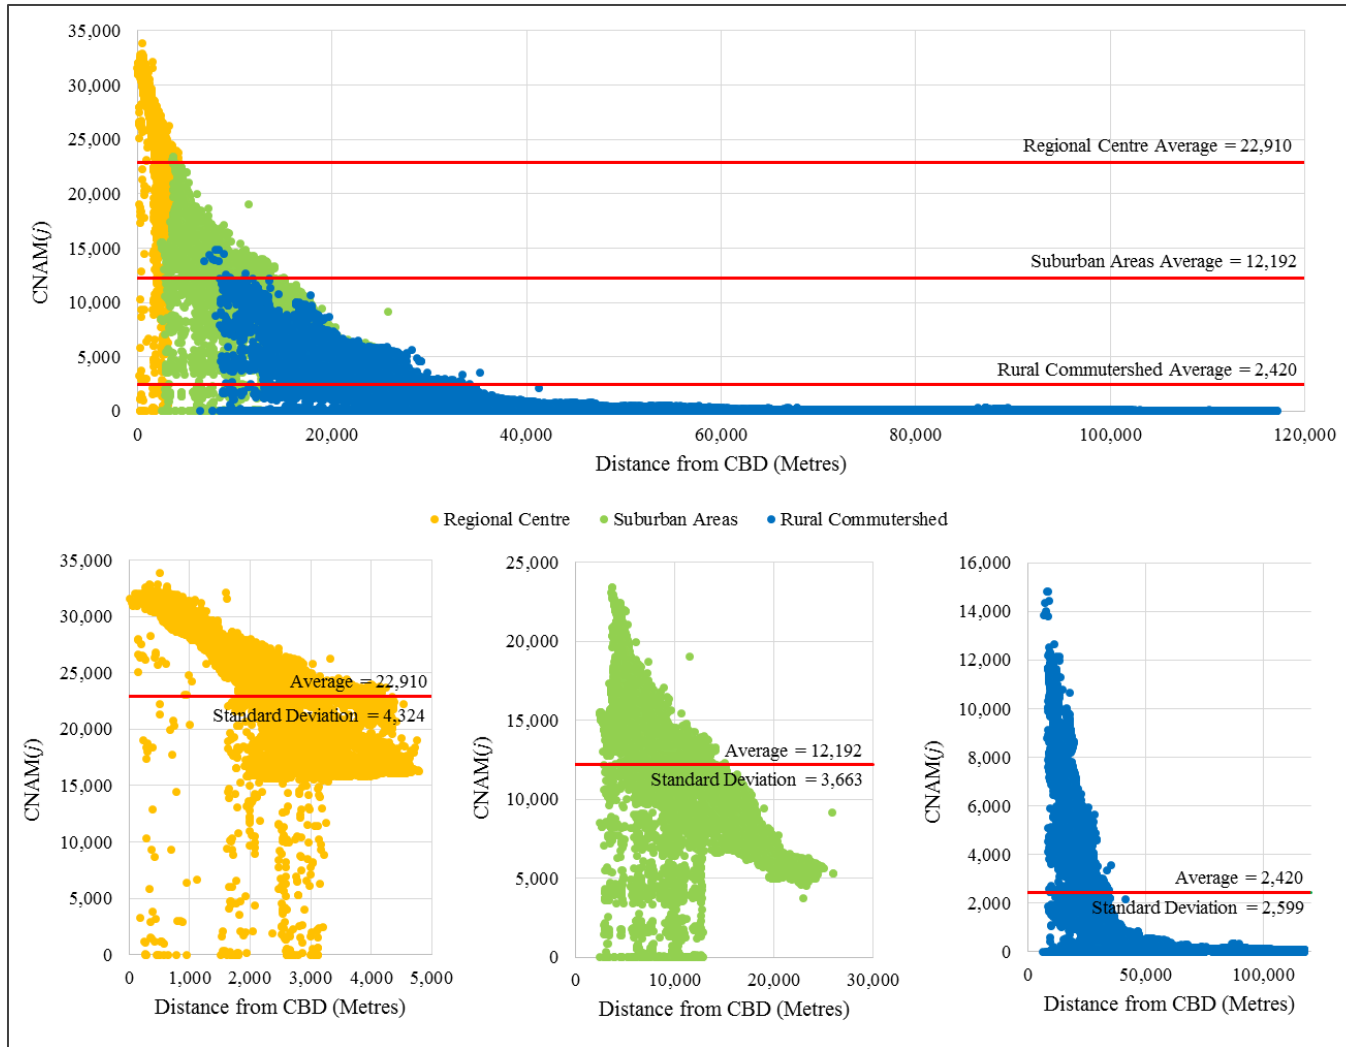 35,000
30,000
25,000
20,000
15,000
10,000
5,000
0
CNAM(j)
Regional Centre Average = 22,910
Suburban Areas Average = 12,192
Rural Commutershed Average = 2,420
0 20,000 40,000 60,000 80,000 100,000 120,000
Distance from CBD (Metres)
Regional Centre Suburban Areas Rural Commutershed
35,000
30,000
25,000
20,000
15,000
10,000
5,000
0
CNAM(j)
Average = 22,910
Standard Deviation = 4,324
0 1,000 2,000 3,000 4,000 5,000
Distance from CBD (Metres)
25,000
20,000
15,000
10,000
5,000
0
CNAM(j)
Average = 12,192
Standard Deviation = 3,663
0 10,000 20,000 30,000
Distance from CBD (Metres)
16,000
14,000
12,000
10,000
8,000
6,000
4,000
2,000
0
CNAM(j)
Average = 2,420
Standard Deviation = 2,599
0 50,000 100,000
Distance from CBD (Metres)